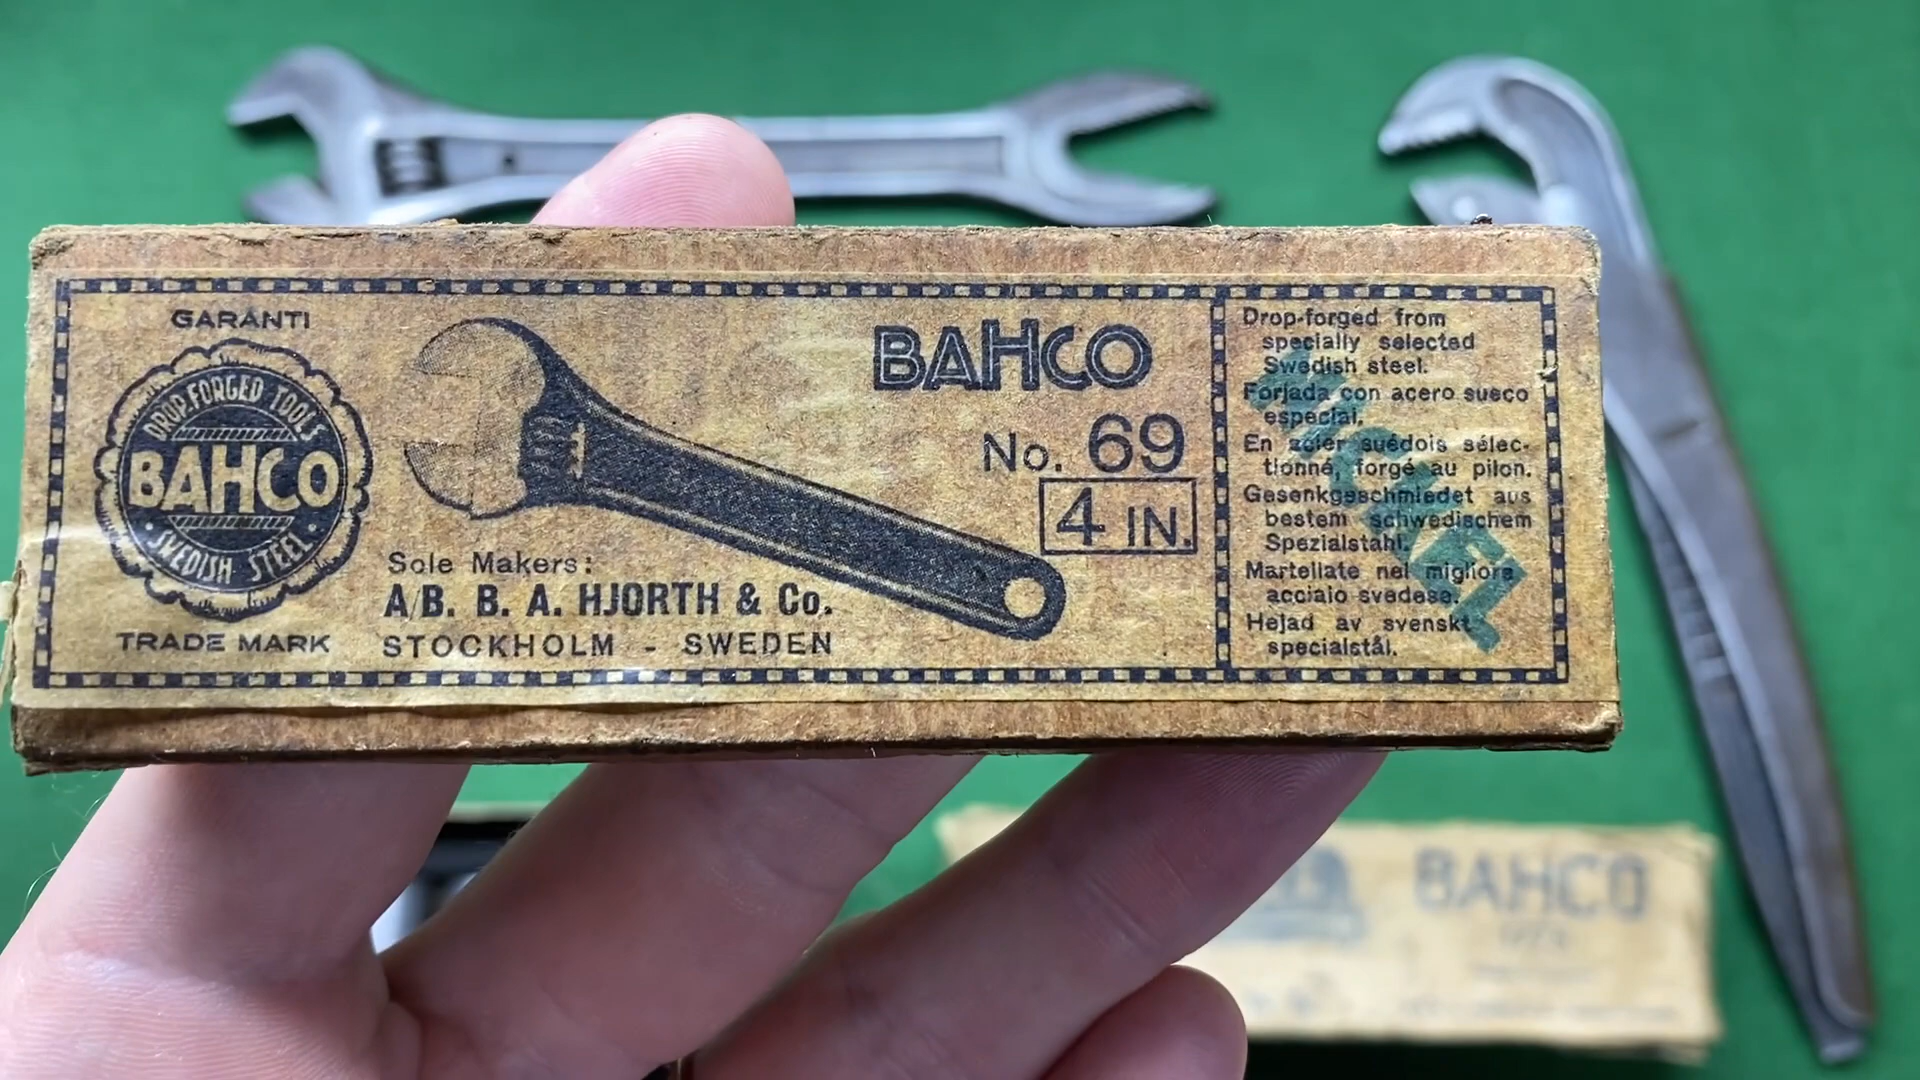 GARANTI
DROP.FORGED TOOLS
BAHCO
SWEDISH STEEL
TRADE MARK
Sole Makers:
A/B. B. A. HJORTH & Co.
STOCKHOLM - SWEDEN
BAHCO
No. 69
4 IN.
Drop-forged from
specially selected
Swedish steel.
Forjada con acero sueco
especial.
En acier suédois sélec-
tionné, forgé au pilon.
Gesenkgeschmiedet aus
bestem schwedischem
Spezialstahl.
Martellate nel migliore
acciaio svedese.
Hejad av svenskt
specialstål.
BAHCO